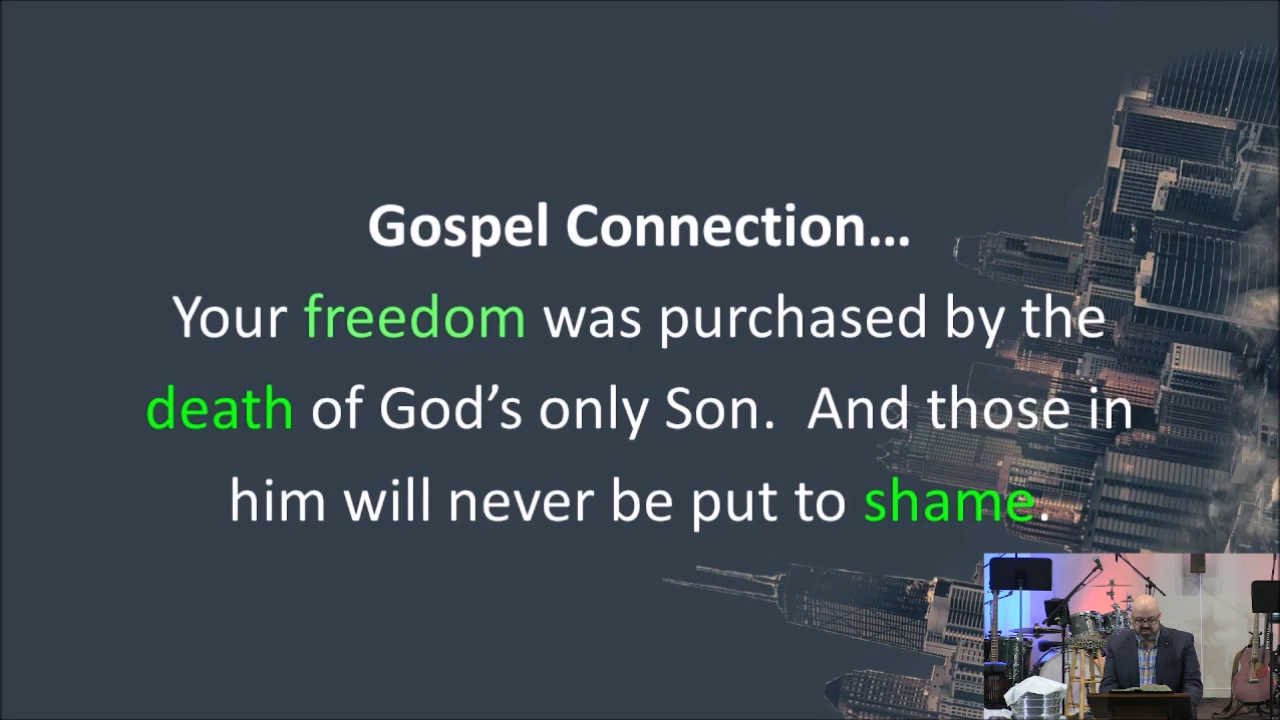 Gospel Connection…
Your freedom was purchased by the
death of God’s only Son.  And those in
him will never be put to shame.